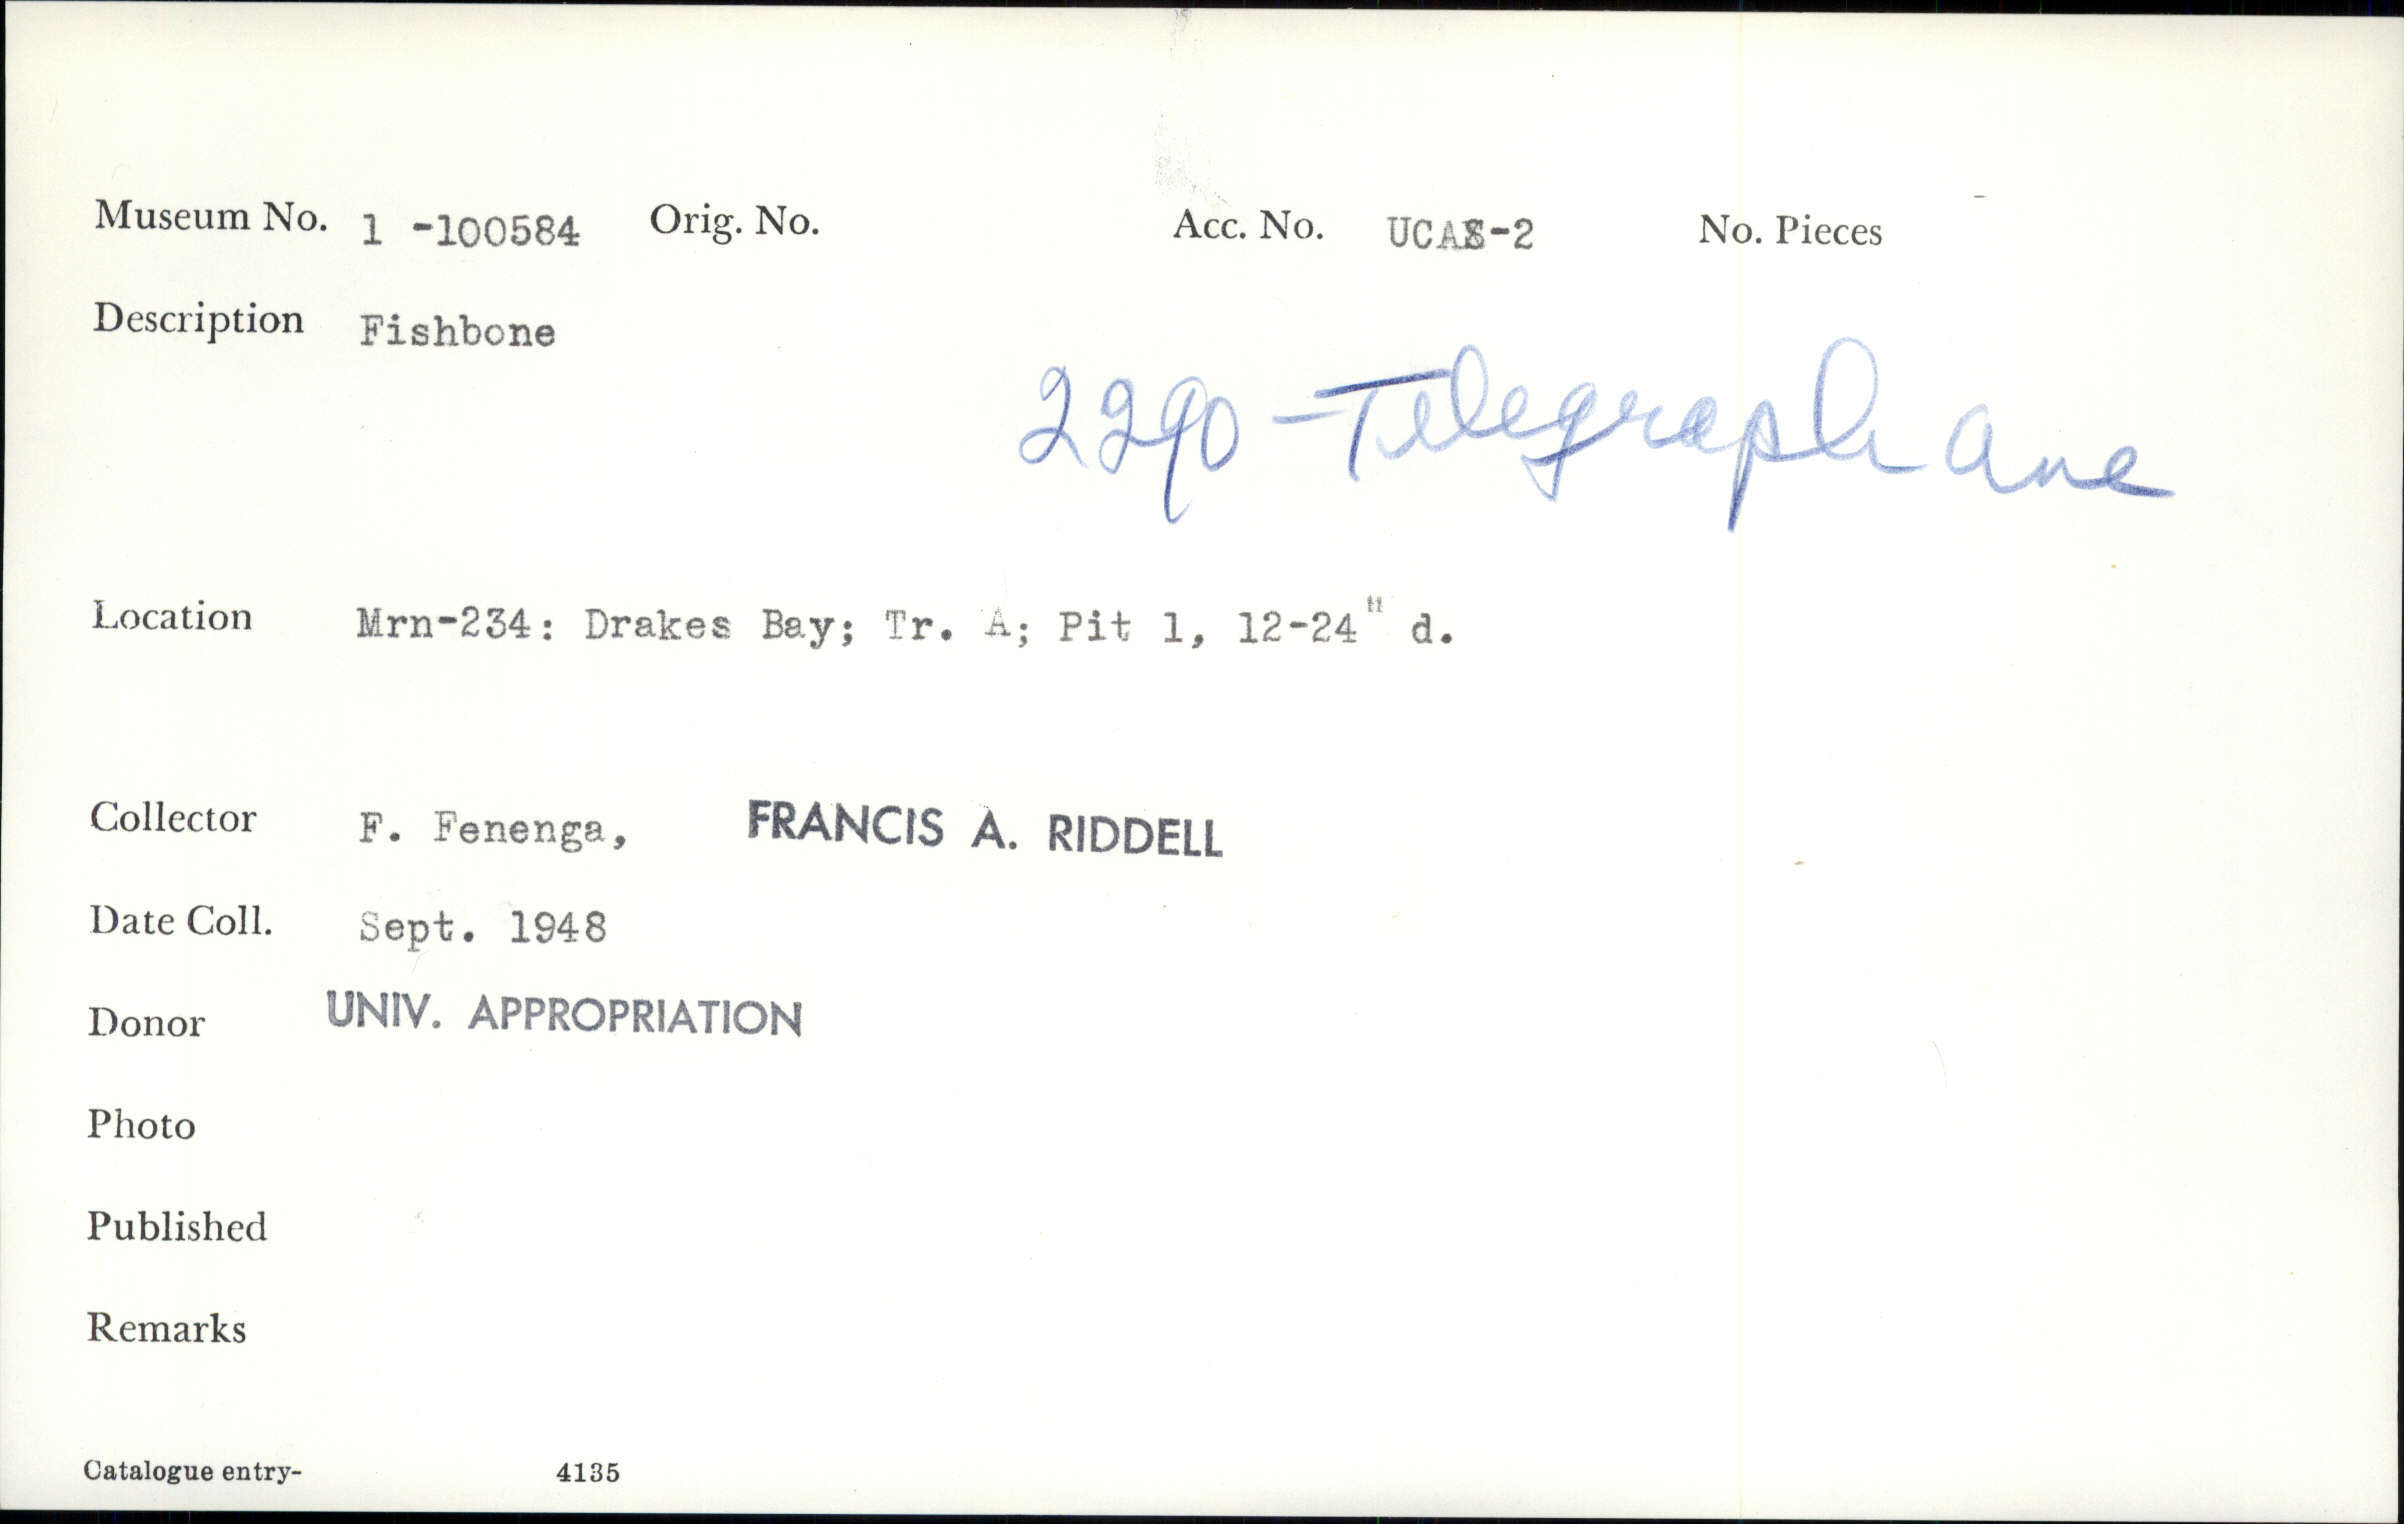 Museum No. 1 -100584 Orig. No. Acc. No. UCAS-2 No. Pieces
Description Fishbone
2290 - Telegraph Ave
Location Mrn-234: Drakes Bay; Tr. A; Pit 1, 12-24" d.
Collector F. Fenenga, FRANCIS A. RIDDELL
Date Coll. Sept. 1948
Donor UNIV. APPROPRIATION
Photo
Published
Remarks
Catalogue entry- 4135